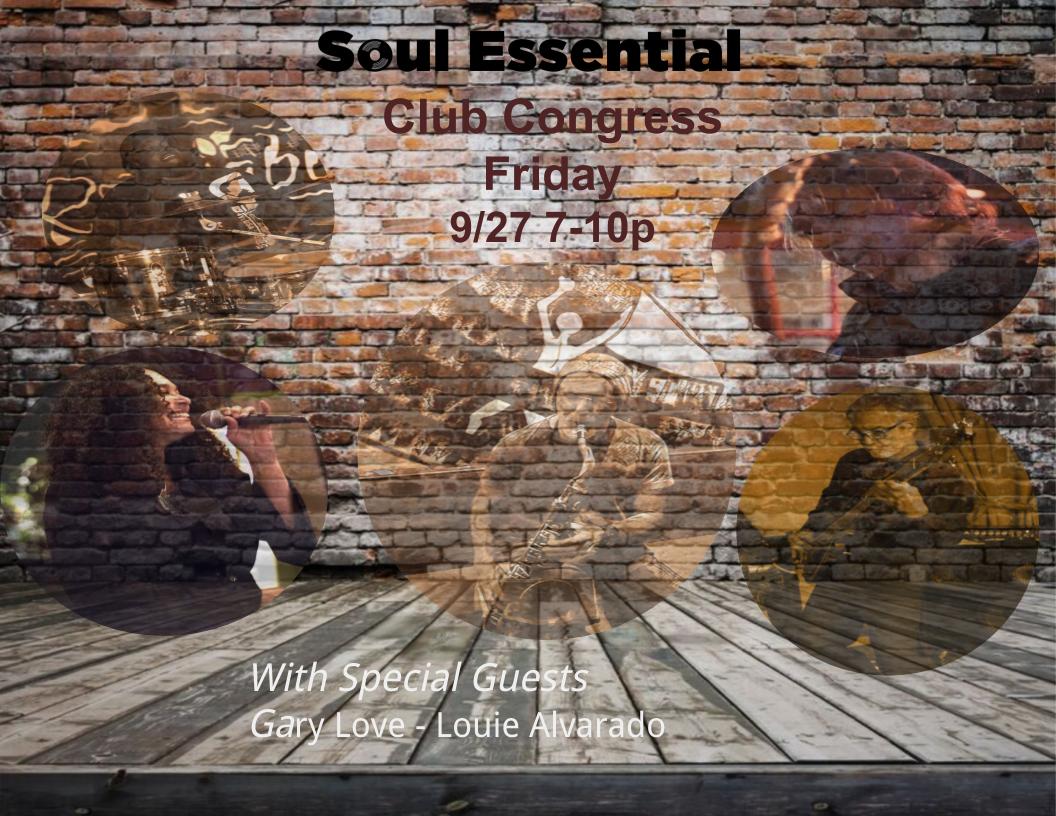 Soul Essential
Club Congress
Friday
9/27 7-10p
With Special Guests
Gary Love - Louie Alvarado